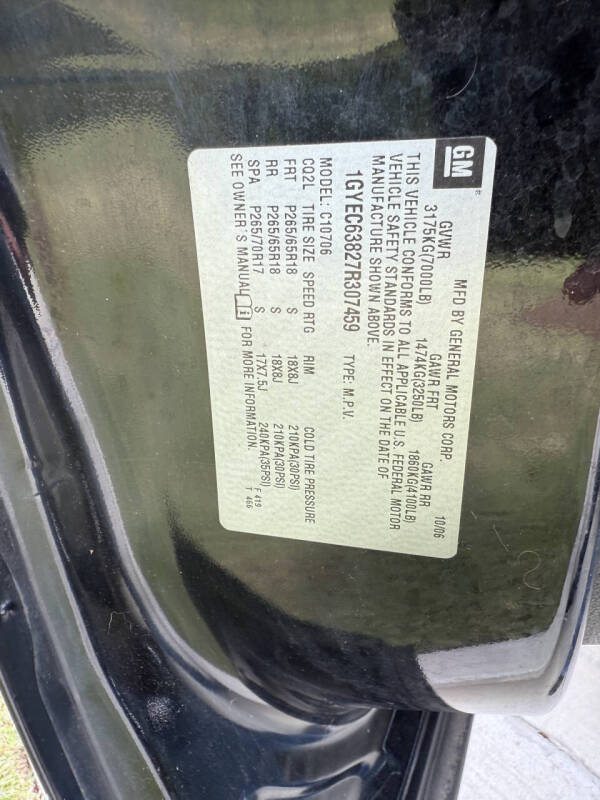 GM ®
MFD BY GENERAL MOTORS CORP. 10/06
GVWR GAWR FRT GAWR RR
3175KG(7000LB) 1474KG(3250LB) 1860KG(4100LB)
THIS VEHICLE CONFORMS TO ALL APPLICABLE U.S. FEDERAL MOTOR
VEHICLE SAFETY STANDARDS IN EFFECT ON THE DATE OF
MANUFACTURE SHOWN ABOVE.
1GYEC63827R307459 TYPE: M.P.V.
MODEL: C10706
CQ2L TIRE SIZE SPEED RTG RIM COLD TIRE PRESSURE
FRT P265/65R18 S 18X8J 210KPA(30PSI)
RR P265/65R18 S 18X8J 210KPA(30PSI)
SPA P265/70R17 S 17X7.5J 240KPA(35PSI) F 419
SEE OWNER'S MANUAL i FOR MORE INFORMATION. T 466